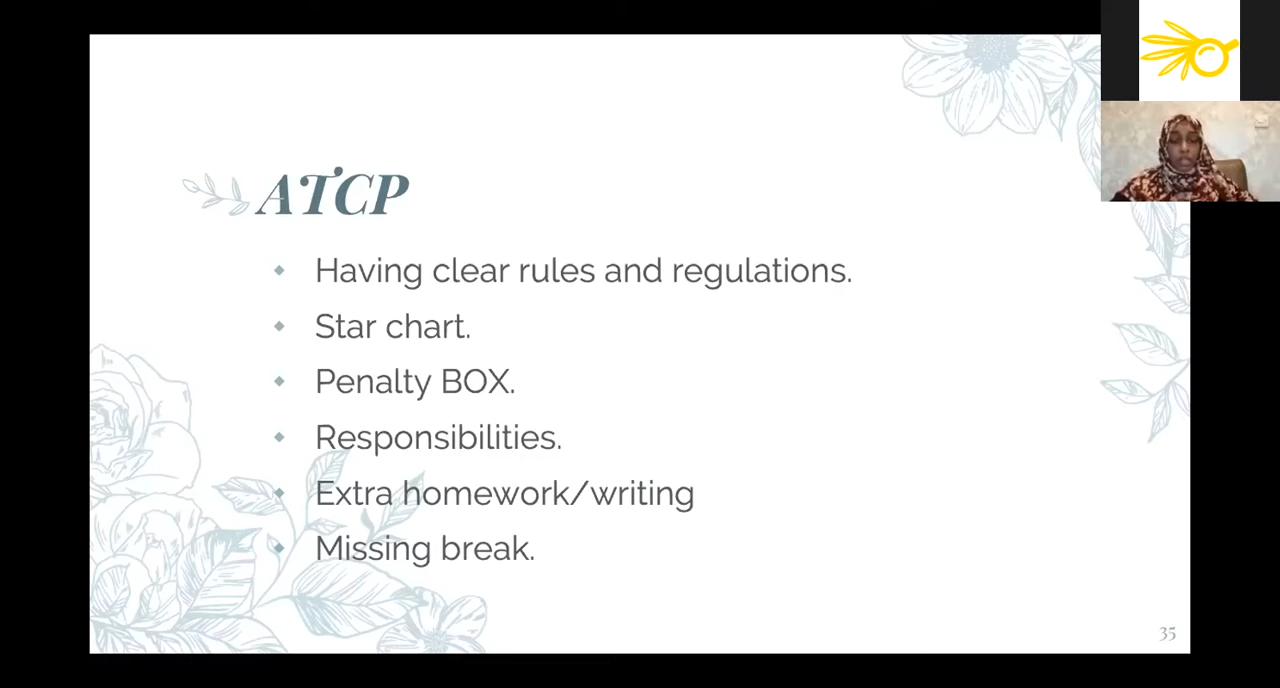 ATCP
Having clear rules and regulations.
Star chart.
Penalty BOX.
Responsibilities.
Extra homework/writing
Missing break.
35